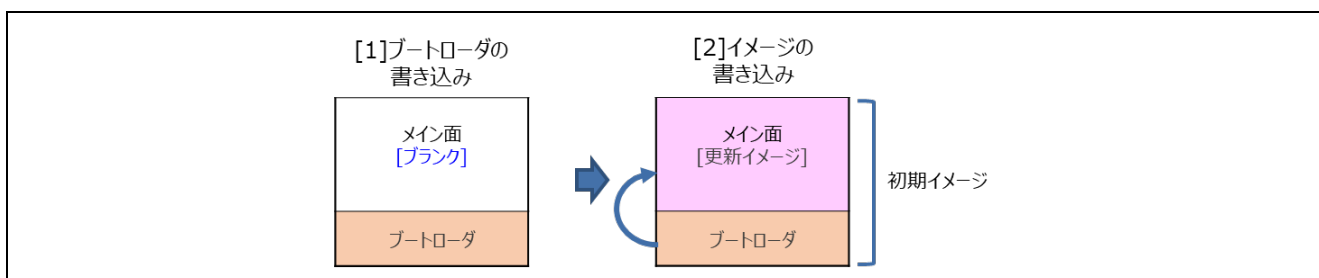 [1]ブートローダの
書き込み
メイン面
[ブランク]
ブートローダ
[2]イメージの
書き込み
メイン面
[更新イメージ]
ブートローダ
初期イメージ